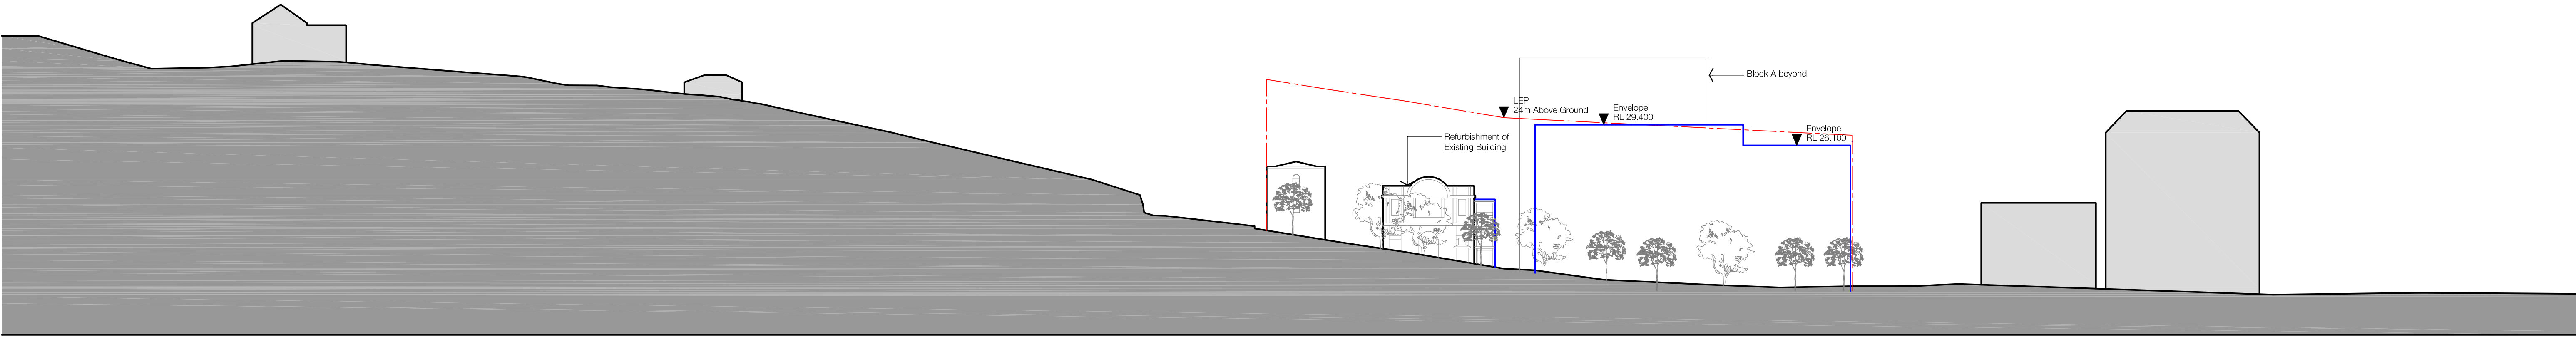 Block A beyond
LEP
24m Above Ground
Envelope
RL 29.400
Envelope
RL 26.100
Refurbishment of
Existing Building